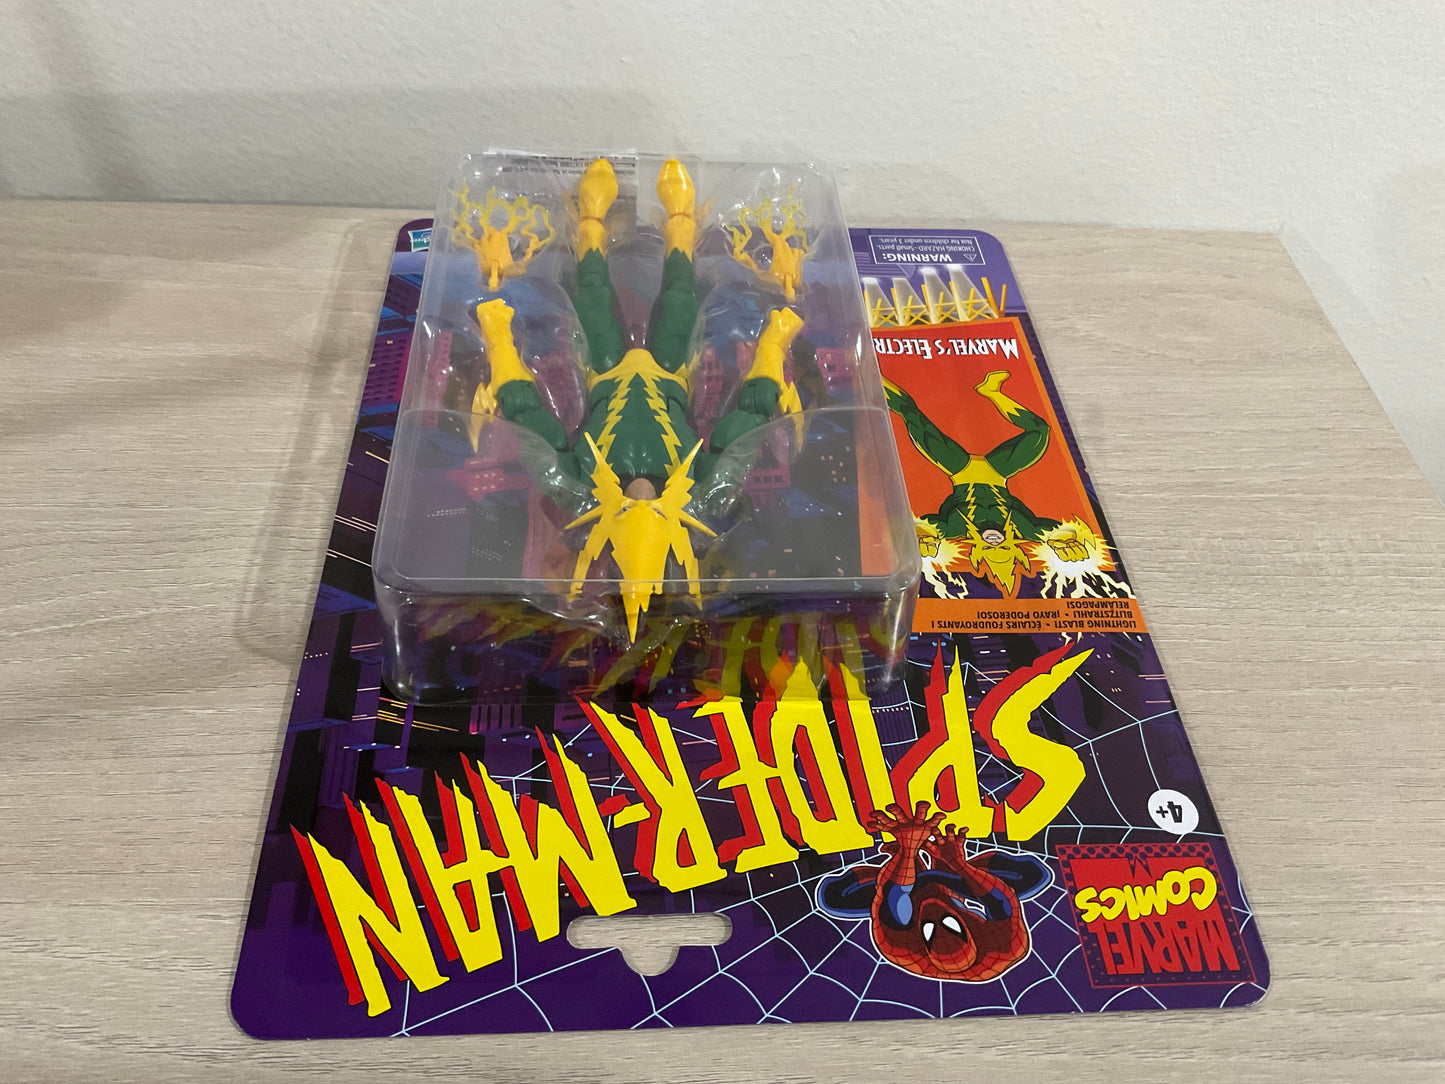 MARVEL
COMICS
4+
SPIDER-MAN
LIGHTNING BLAST! • ÉCLAIRS FOUDROYANTS !
BLITZSTRAHL! • ¡RAYO PODEROSO!
RELAMPAGOS!
MARVEL'S ELECTR
⚠ WARNING:
CHOKING HAZARD–Small parts.
Not for children under 3 years.